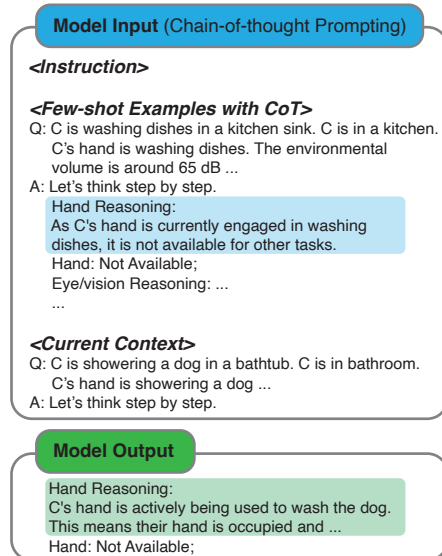 Model Input (Chain-of-thought Prompting)
<Instruction>
<Few-shot Examples with CoT>
Q: C is washing dishes in a kitchen sink. C is in a kitchen.
C's hand is washing dishes. The environmental
volume is around 65 dB ...
A: Let's think step by step.
Hand Reasoning:
As C's hand is currently engaged in washing
dishes, it is not available for other tasks.
Hand: Not Available;
Eye/vision Reasoning: ...
...
<Current Context>
Q: C is showering a dog in a bathtub. C is in bathroom.
C's hand is showering a dog ...
A: Let's think step by step.
Model Output
Hand Reasoning:
C's hand is actively being used to wash the dog.
This means their hand is occupied and ...
Hand: Not Available;